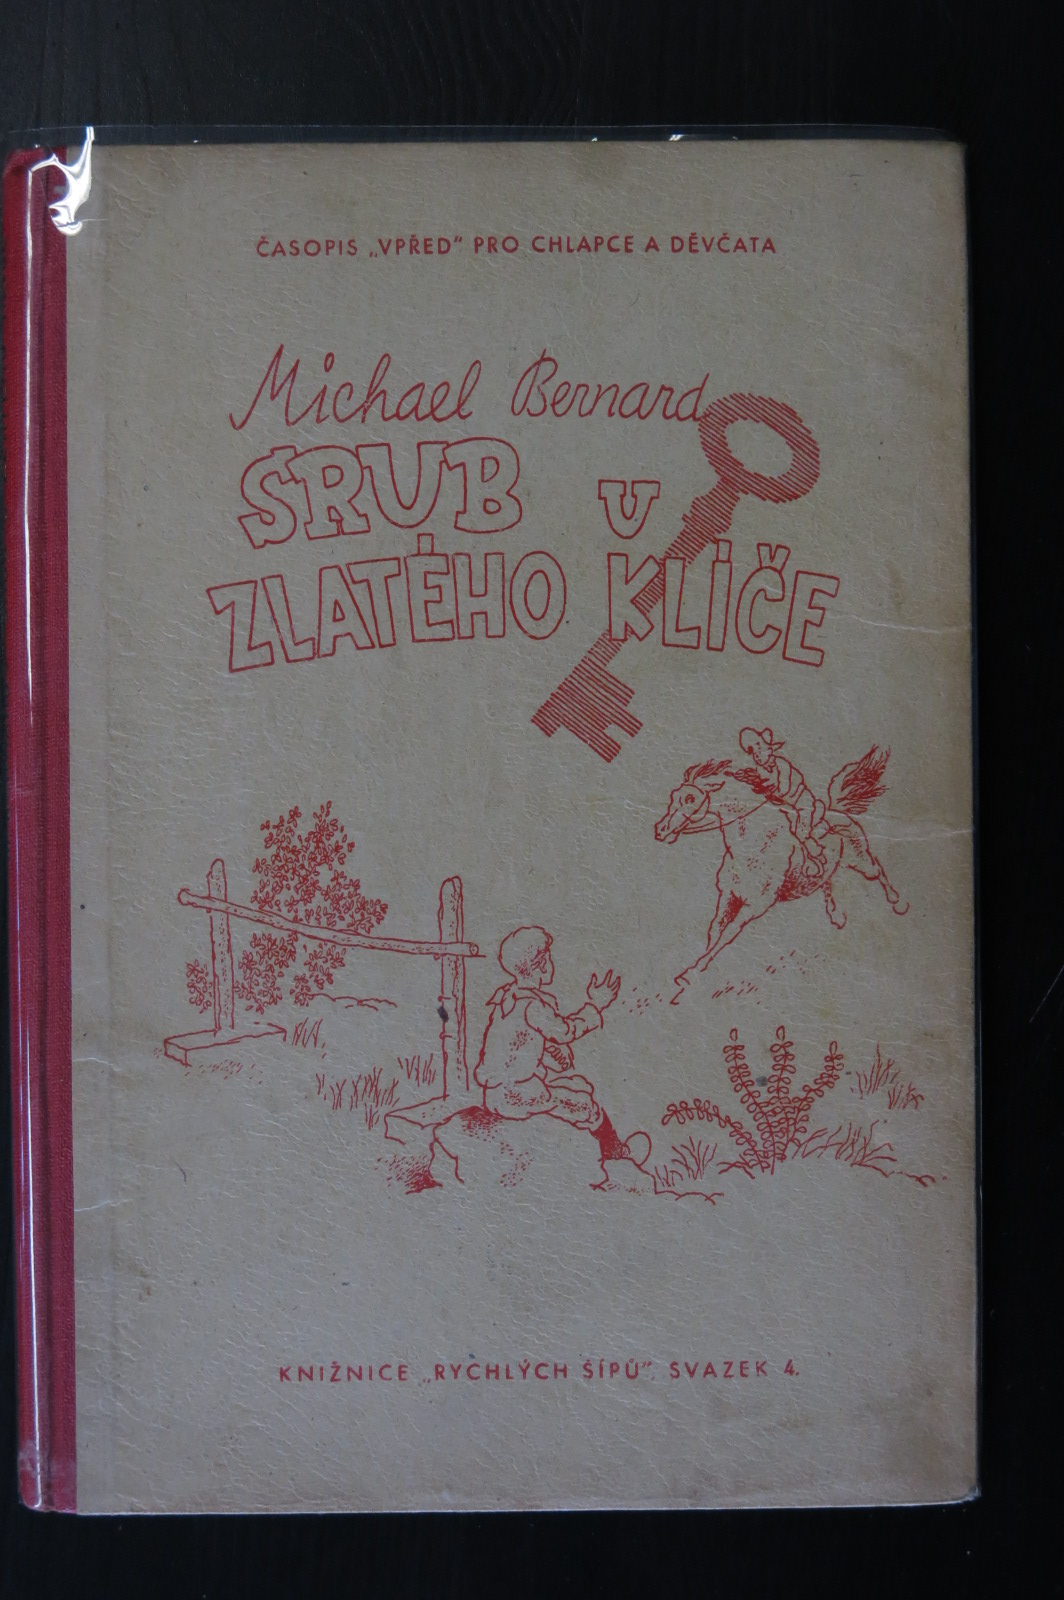 ČASOPIS „VPŘED" PRO CHLAPCE A DĚVČATA
Michael Bernard
SRUB U
ZLATÉHO KLÍČE
KNIŽNICE „RYCHLÝCH ŠÍPŮ", SVAZEK 4.